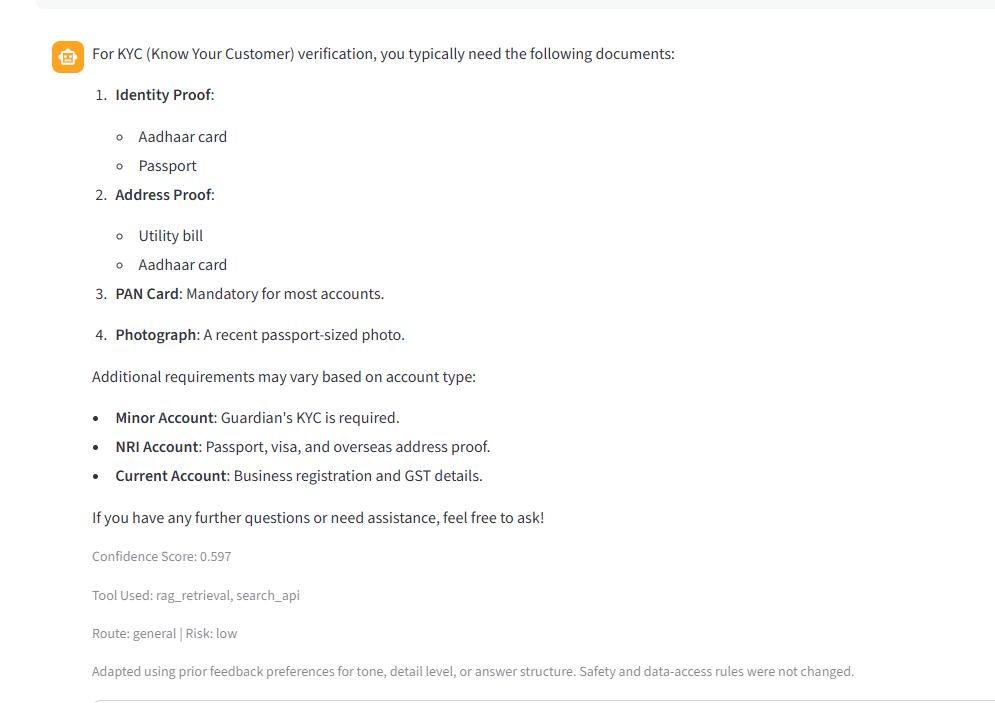 For KYC (Know Your Customer) verification, you typically need the following documents:
1. Identity Proof:
○ Aadhaar card
○ Passport
2. Address Proof:
○ Utility bill
○ Aadhaar card
3. PAN Card: Mandatory for most accounts.
4. Photograph: A recent passport-sized photo.
Additional requirements may vary based on account type:
• Minor Account: Guardian's KYC is required.
• NRI Account: Passport, visa, and overseas address proof.
• Current Account: Business registration and GST details.
If you have any further questions or need assistance, feel free to ask!
Confidence Score: 0.597
Tool Used: rag_retrieval, search_api
Route: general | Risk: low
Adapted using prior feedback preferences for tone, detail level, or answer structure. Safety and data-access rules were not changed.